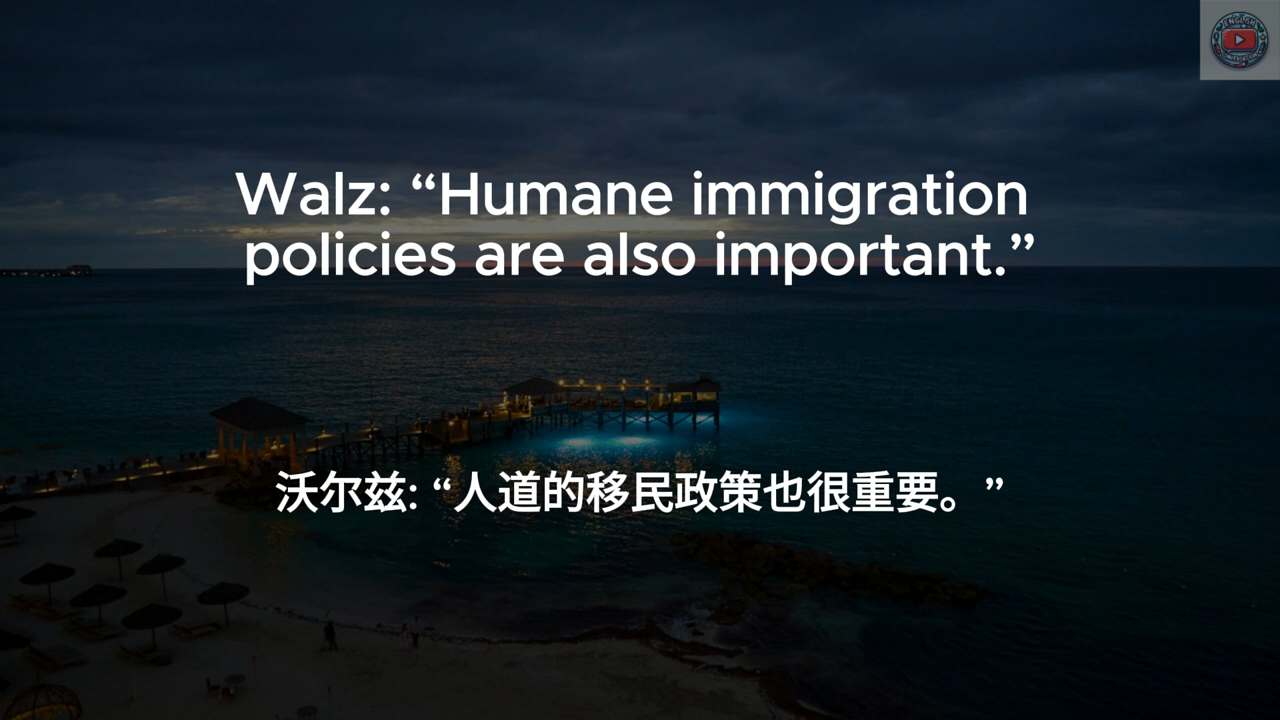 ENGLISH
Walz: “Humane immigration
policies are also important.”
沃尔兹: “人道的移民政策也很重要。”